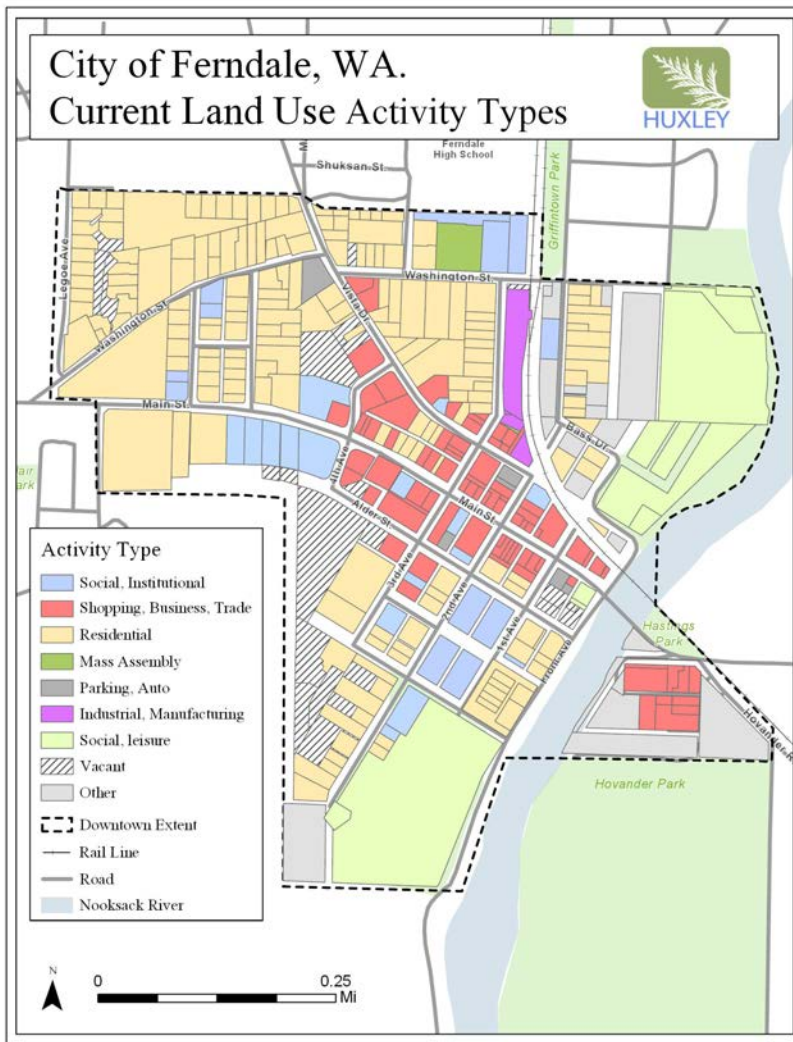 City of Ferndale, WA.
Current Land Use Activity Types
HUXLEY
Ferndale
High School
Shuksan St.
Griffintown Park
Legoe Ave.
Washington St.
Washington St.
Vista Dr.
Main St.
Bass Dr.
4th Ave
Main St.
Alder St.
3rd Ave
2nd Ave
1st Ave
Front Ave
Hastings
Park
Hovander R
Hovander Park
Park
Activity Type
Social, Institutional
Shopping, Business, Trade
Residential
Mass Assembly
Parking, Auto
Industrial, Manufacturing
Social, leisure
Vacant
Other
Downtown Extent
Rail Line
Road
Nooksack River
N
0 0.25
Mi